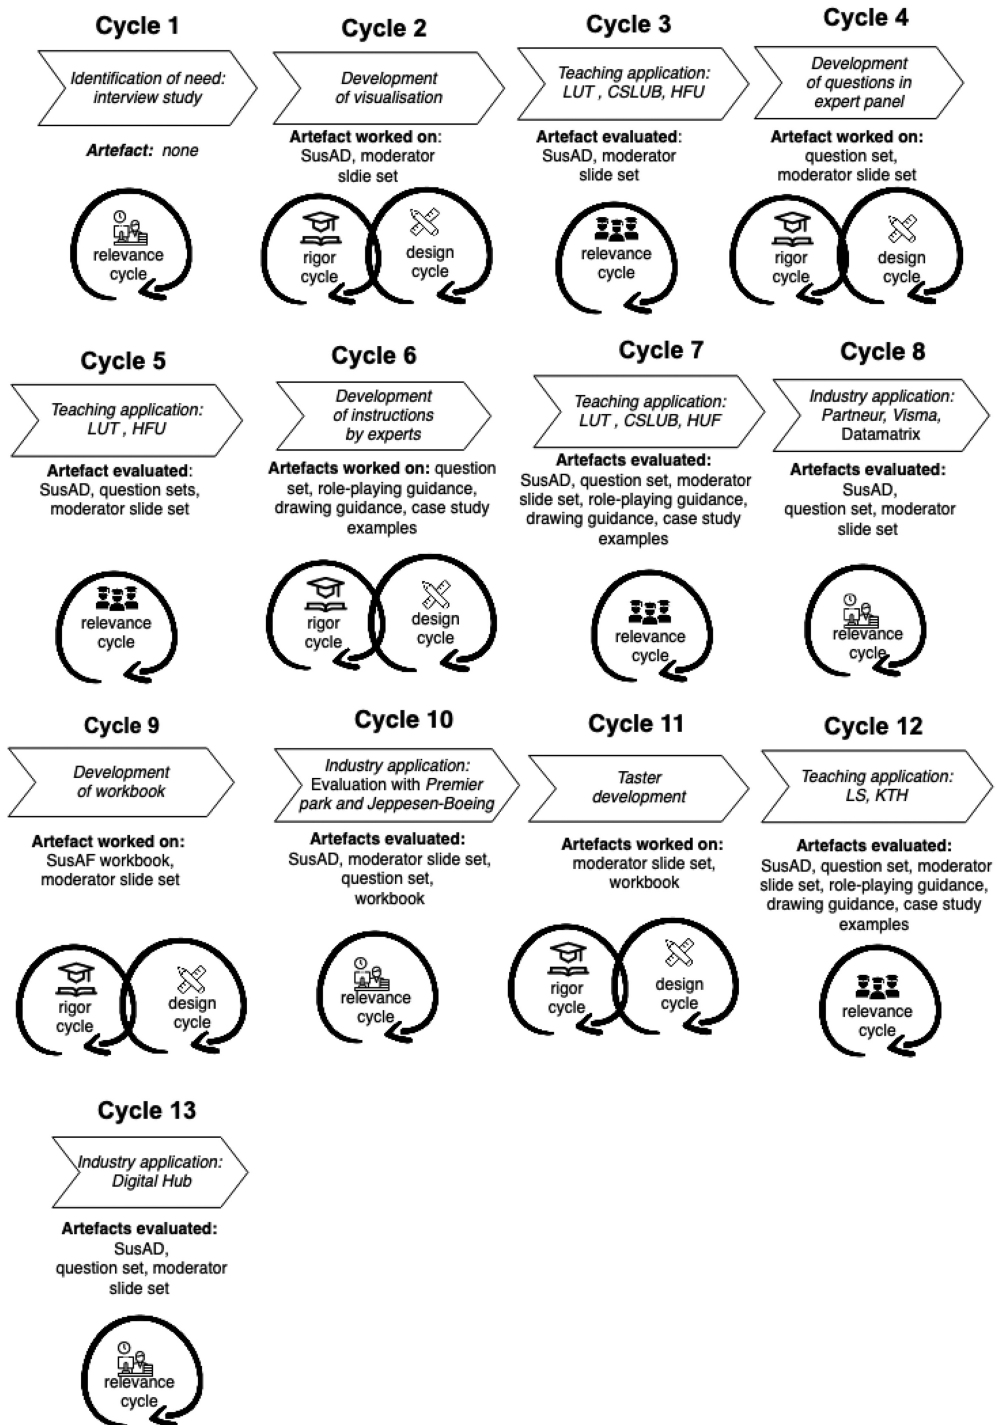 Cycle 1
Identification of need:
interview study
Artefact: none
relevance
cycle
Cycle 2
Development
of visualisation
Artefact worked on:
SusAD, moderator
sldie set
rigor
cycle
design
cycle
Cycle 3
Teaching application:
LUT , CSLUB, HFU
Artefact evaluated:
SusAD, moderator
slide set
relevance
cycle
Cycle 4
Development
of questions in
expert panel
Artefact worked on:
question set,
moderator slide set
rigor
cycle
design
cycle
Cycle 5
Teaching application:
LUT , HFU
Artefact evaluated:
SusAD, question sets,
moderator slide set
relevance
cycle
Cycle 6
Development
of instructions
by experts
Artefacts worked on: question
set, role-playing guidance,
drawing guidance, case study
examples
rigor
cycle
design
cycle
Cycle 7
Teaching application:
LUT , CSLUB, HUF
Artefacts evaluated:
SusAD, question set, moderator
slide set, role-playing guidance,
drawing guidance, case study
examples
relevance
cycle
Cycle 8
Industry application:
Partneur, Visma,
Datamatrix
Artefacts evaluated:
SusAD,
question set, moderator
slide set
relevance
cycle
Cycle 9
Development
of workbook
Artefact worked on:
SusAF workbook,
moderator slide set
rigor
cycle
design
cycle
Cycle 10
Industry application:
Evaluation with Premier
park and Jeppesen-Boeing
Artefacts evaluated:
SusAD, moderator slide set,
question set,
workbook
relevance
cycle
Cycle 11
Taster
development
Artefacts worked on:
moderator slide set,
workbook
rigor
cycle
design
cycle
Cycle 12
Teaching application:
LS, KTH
Artefacts evaluated:
SusAD, question set, moderator
slide set, role-playing guidance,
drawing guidance, case study
examples
relevance
cycle
Cycle 13
Industry application:
Digital Hub
Artefacts evaluated:
SusAD,
question set, moderator
slide set
relevance
cycle